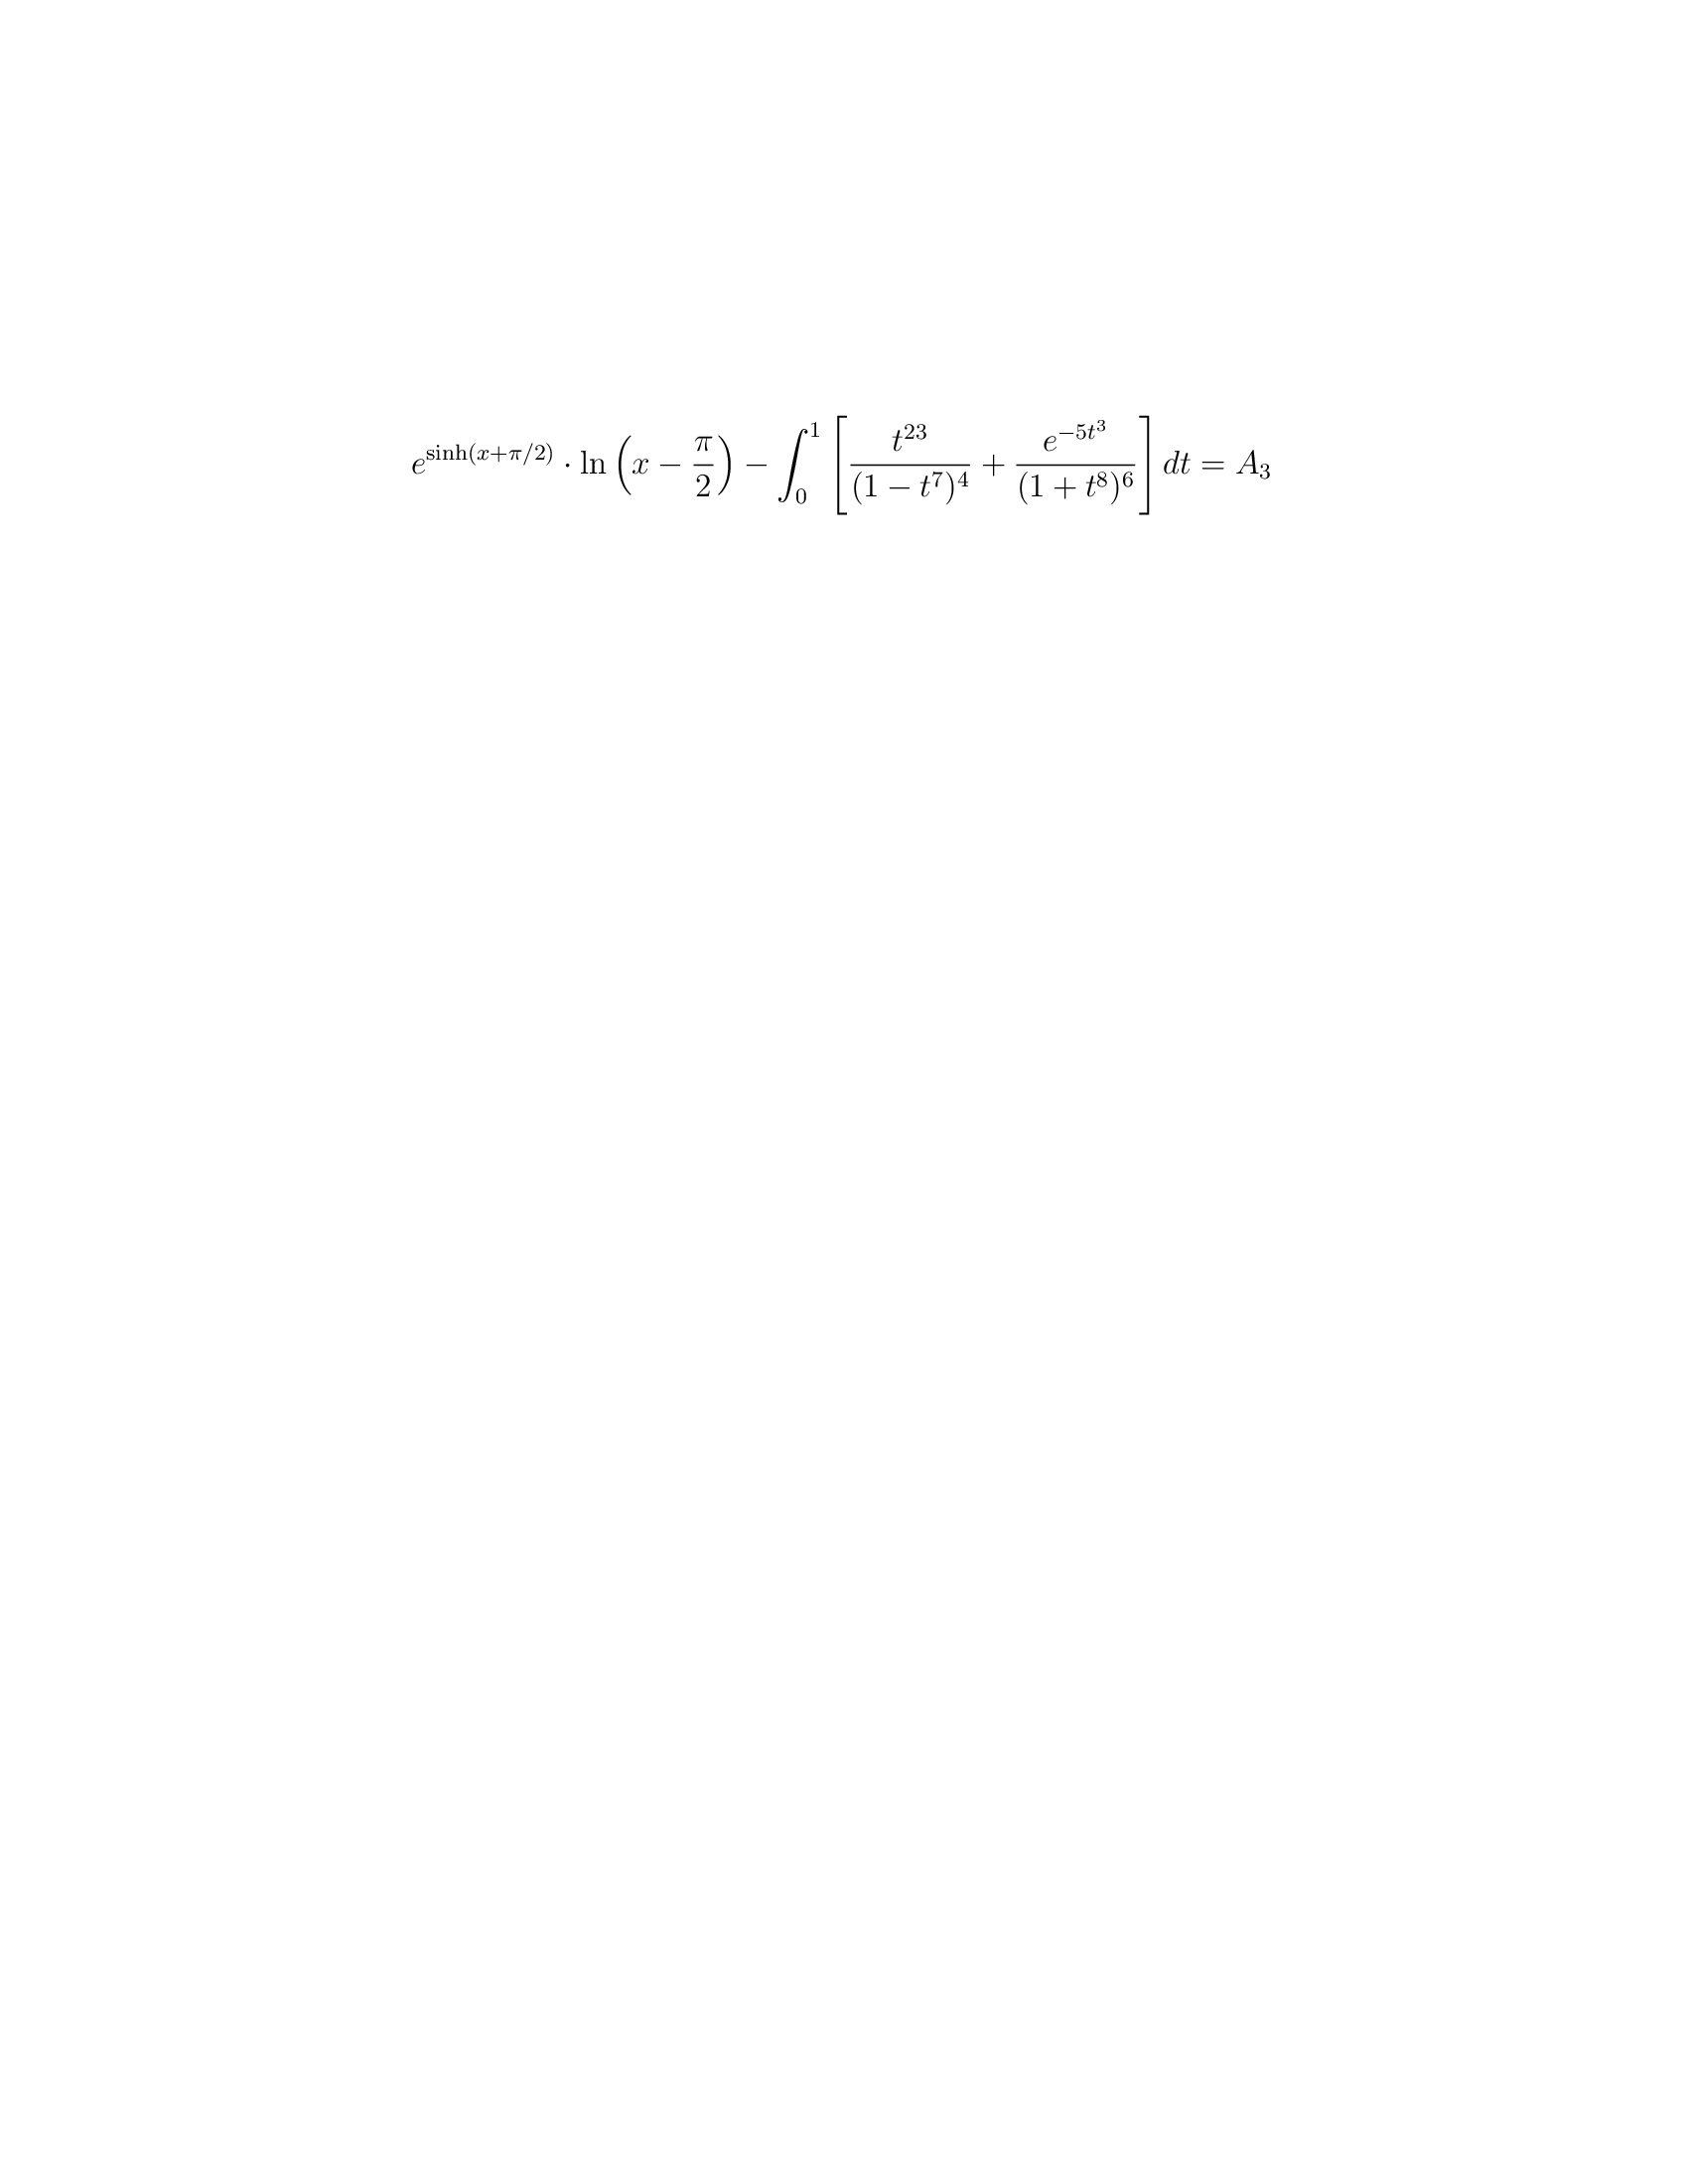 $e^{\sinh(x+\pi/2)} \cdot \ln\left(x - \frac{\pi}{2}\right) - \int_0^1 \left[\frac{t^{23}}{(1-t^7)^4} + \frac{e^{-5t^3}}{(1+t^8)^6}\right] dt = A_3$